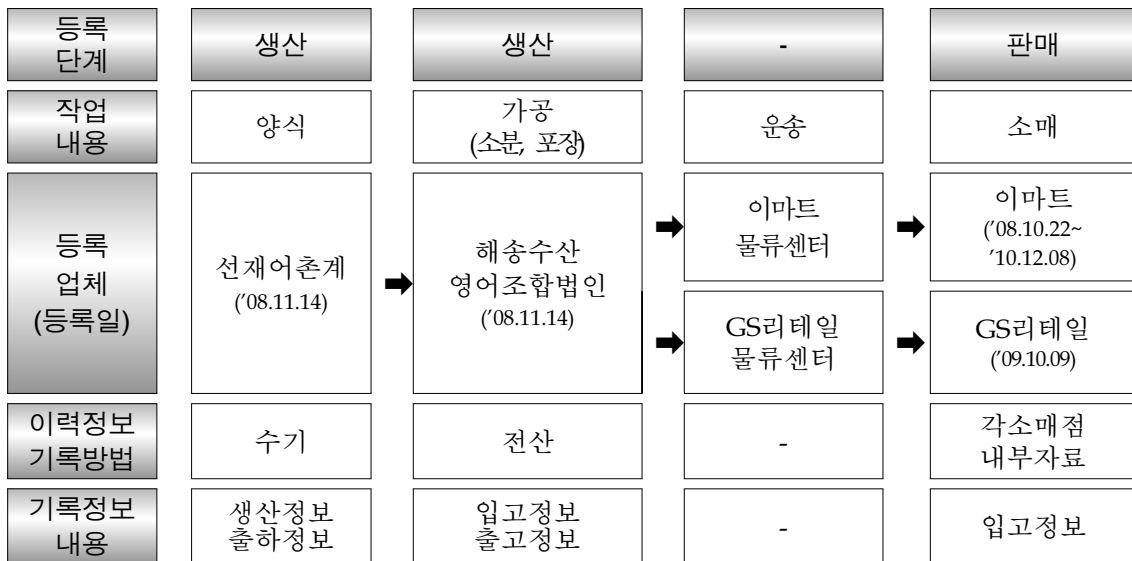 등록
단계
생산
생산
-
판매
작업
내용
양식
가공
(소분, 포장)
운송
소매
등록
업체
(등록일)
선재어촌계
('08.11.14)
해송수산
영어조합법인
('08.11.14)
이마트
물류센터
이마트
('08.10.22~
'10.12.08)
GS리테일
물류센터
GS리테일
('09.10.09)
이력정보
기록방법
수기
전산
-
각소매점
내부자료
기록정보
내용
생산정보
출하정보
입고정보
출고정보
-
입고정보